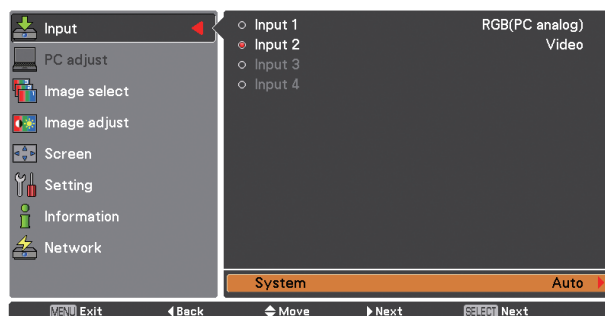 Input
PC adjust
Image select
Image adjust
Screen
Setting
Information
Network
Input 1 RGB(PC analog)
Input 2 Video
Input 3
Input 4
System Auto
MENU Exit Back Move Next SELECT Next